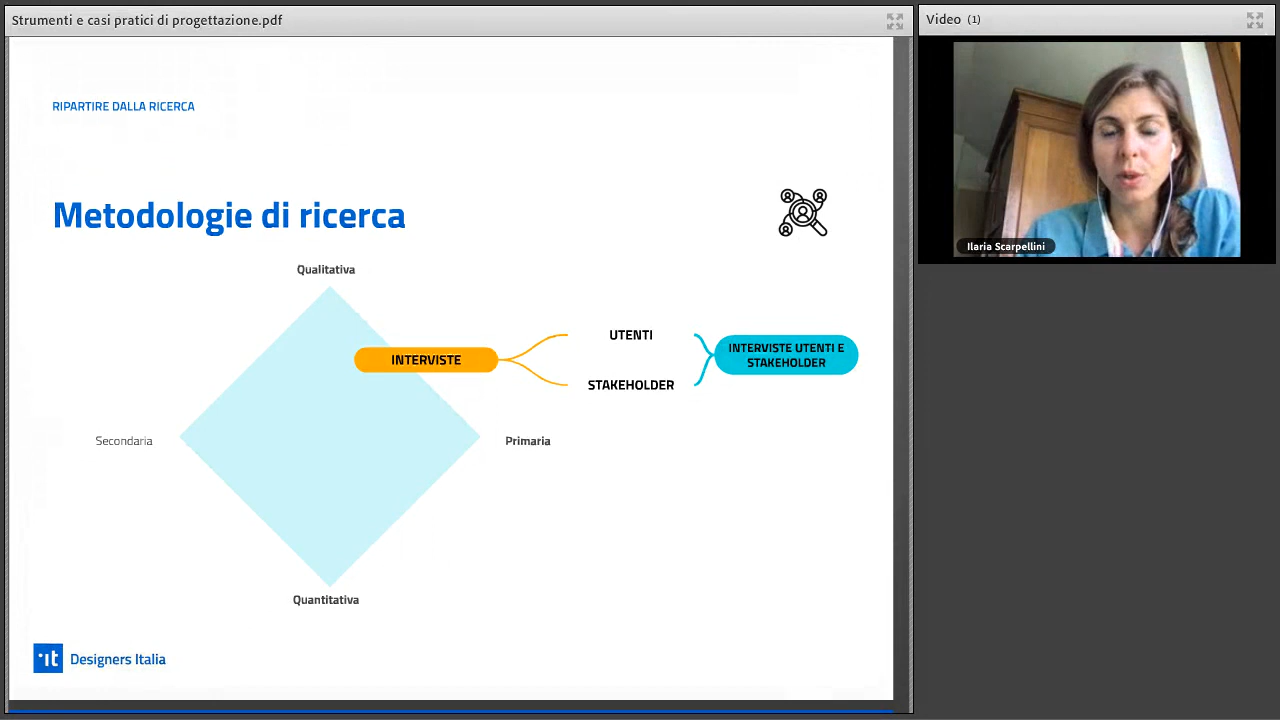 Strumenti e casi pratici di progettazione.pdf
Video (1)
RIPARTIRE DALLA RICERCA
Metodologie di ricerca
Ilaria Scarpellini
Qualitativa
UTENTI
INTERVISTE
INTERVISTE UTENTI E
STAKEHOLDER
STAKEHOLDER
Secondaria
Primaria
Quantitativa
it Designers Italia